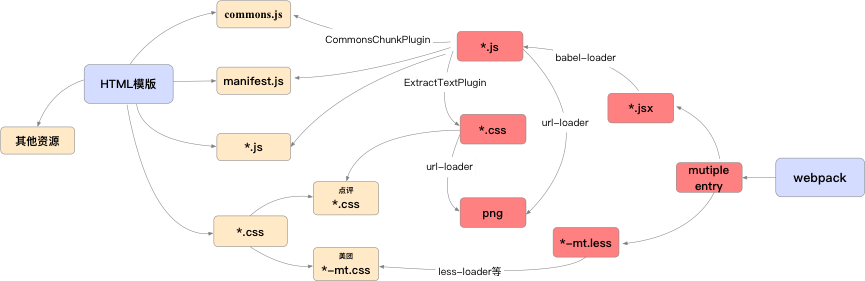 commons.js
CommonsChunkPlugin
*.js
babel-loader
HTML模版
manifest.js
ExtractTextPlugin
*.jsx
其他资源
*.js
*.css
url-loader
url-loader
mutiple
entry
webpack
点评
*.css
png
*.css
*-mt.less
美团
*-mt.css
less-loader等